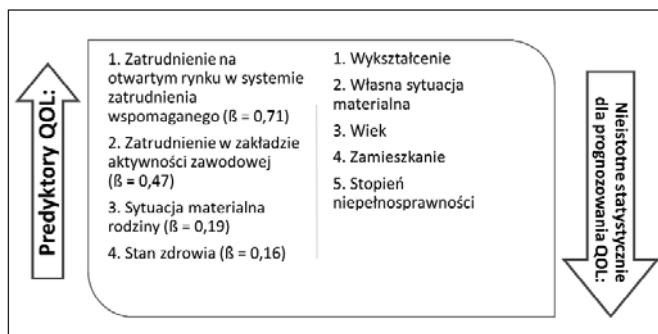 Predyktory QOL:
1. Zatrudnienie na
otwartym rynku w systemie
zatrudnienia
wspomaganego (ß = 0,71)
2. Zatrudnienie w zakładzie
aktywności zawodowej
(ß = 0,47)
3. Sytuacja materialna
rodziny (ß = 0,19)
4. Stan zdrowia (ß = 0,16)
1. Wykształcenie
2. Własna sytuacja
materialna
3. Wiek
4. Zamieszkanie
5. Stopień
niepełnosprawności
Nieistotne statystycznie
dla prognozowania QOL: